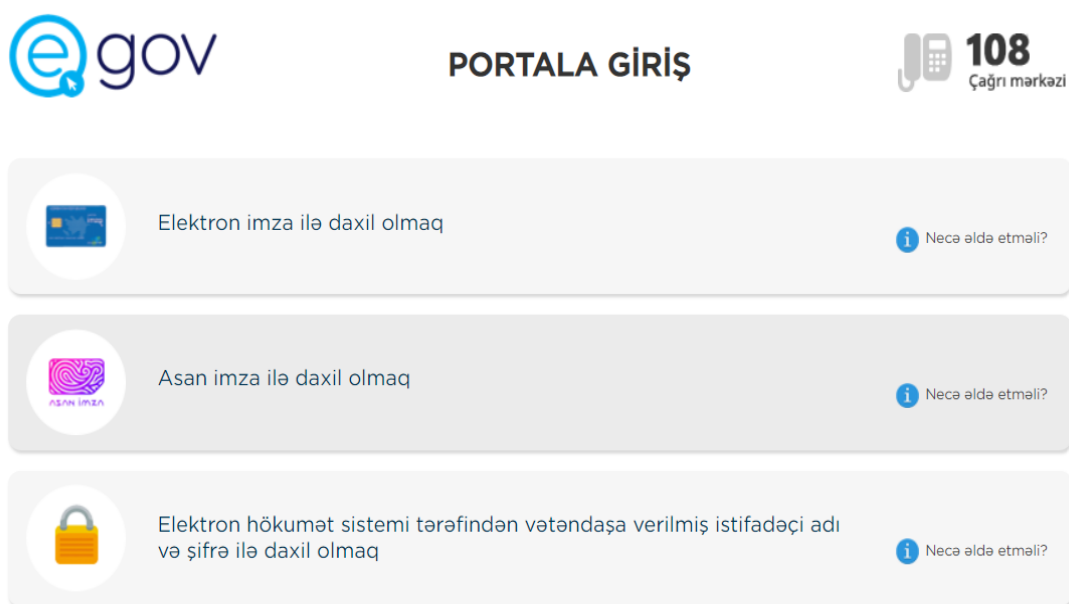 e gov
PORTALA GİRİŞ
108
Çağrı mərkəzi
Elektron imza ilə daxil olmaq
Necə əldə etməli?
Asan imza ilə daxil olmaq
ASAN İMZA
Necə əldə etməli?
Elektron hökumət sistemi tərəfindən vətəndaşa verilmiş istifadəçi adı
və şifrə ilə daxil olmaq
Necə əldə etməli?